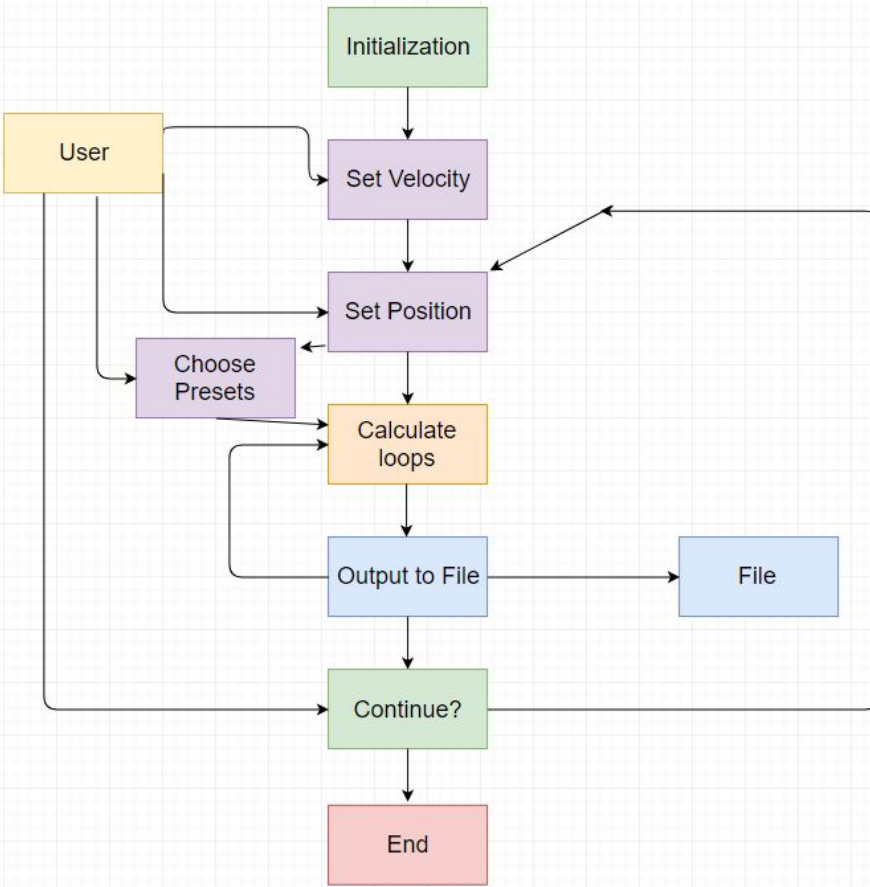 Initialization
User
Set Velocity
Set Position
Choose
Presets
Calculate
loops
Output to File
File
Continue?
End